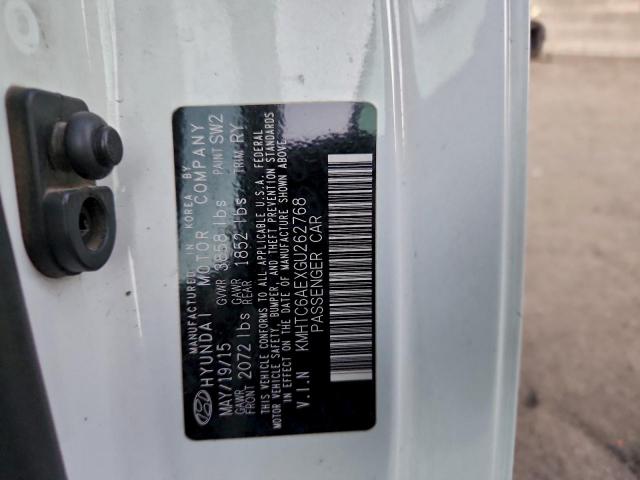 MANUFACTURED IN KOREA BY
HYUNDAI MOTOR COMPANY
MAY/19/15 GVWR 3858 lbs PAINT SW2
GAWR FRONT 2072 lbs GAWR REAR 1852 lbs TRIM RY
THIS VEHICLE CONFORMS TO ALL APPLICABLE U.S.A. FEDERAL
MOTOR VEHICLE SAFETY, BUMPER, AND THEFT PREVENTION STANDARDS
IN EFFECT ON THE DATE OF MANUFACTURE SHOWN ABOVE.
V.I.N KMHTC6AEXGU262768
PASSENGER CAR